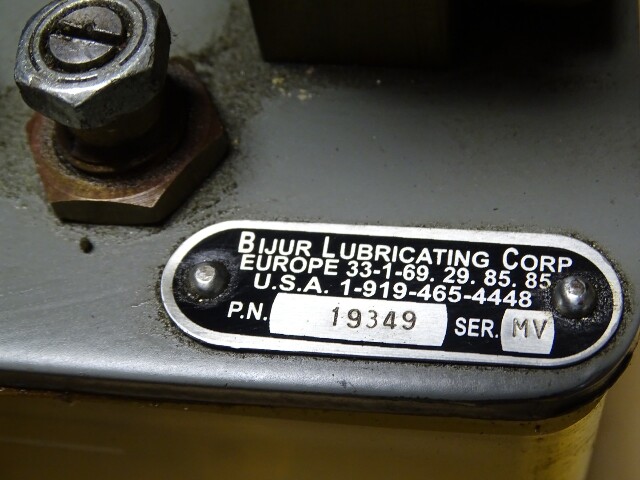 BIJUR LUBRICATING CORP
EUROPE 33-1-69. 29. 85. 85
U.S.A. 1-919-465-4448
P.N. 19349 SER. MV